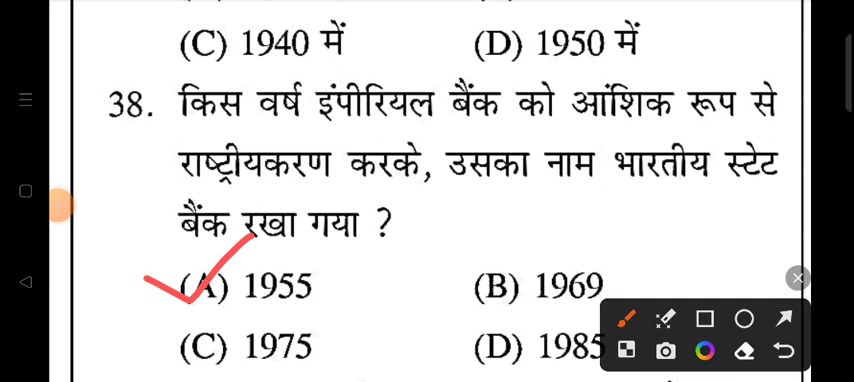 (C) 1940 में (D) 1950 में
38. किस वर्ष इंपीरियल बैंक को आंशिक रूप से
राष्ट्रीयकरण करके, उसका नाम भारतीय स्टेट
बैंक रखा गया ?
(A) 1955 (B) 1969
(C) 1975 (D) 1985